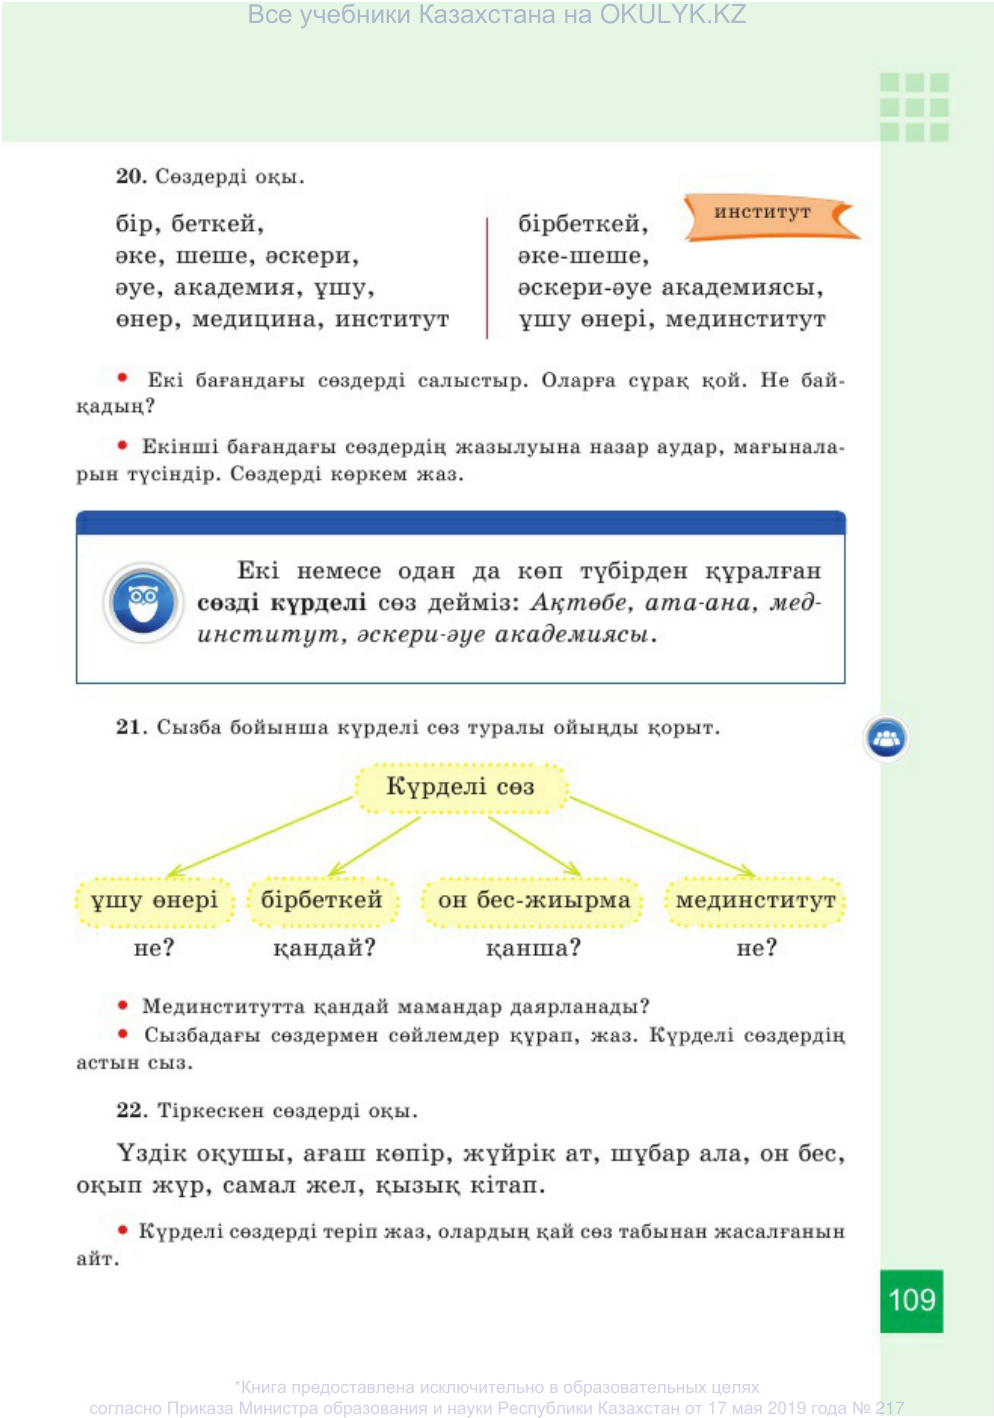 Все учебники Казахстана на OKULYK.KZ
20. Сөздерді оқы.
институт
бір, беткей,
әке, шеше, әскери,
әуе, академия, ұшу,
өнер, медицина, институт
бірбеткей,
әке-шеше,
әскери-әуе академиясы,
ұшу өнері, мединститут
• Екі бағандағы сөздерді салыстыр. Оларға сұрақ қой. Не бай-
қадың?
• Екінші бағандағы сөздердің жазылуына назар аудар, мағынала-
рын түсіндір. Сөздерді көркем жаз.
Екі немесе одан да көп түбірден құралған
сөзді күрделі сөз дейміз: Ақтөбе, ата-ана, мед-
институт, әскери-әуе академиясы.
21. Сызба бойынша күрделі сөз туралы ойыңды қорыт.
Күрделі сөз
ұшу өнері бірбеткей он бес-жиырма мединститут
не? қандай? қанша? не?
• Мединститутта қандай мамандар даярланады?
• Сызбадағы сөздермен сөйлемдер құрап, жаз. Күрделі сөздердің
астын сыз.
22. Тіркескен сөздерді оқы.
Үздік оқушы, ағаш көпір, жүйрік ат, шұбар ала, он бес,
оқып жүр, самал жел, қызық кітап.
• Күрделі сөздерді теріп жаз, олардың қай сөз табынан жасалғанын
айт.
109
*Книга предоставлена исключительно в образовательных целях
согласно Приказа Министра образования и науки Республики Казахстан от 17 мая 2019 года № 217